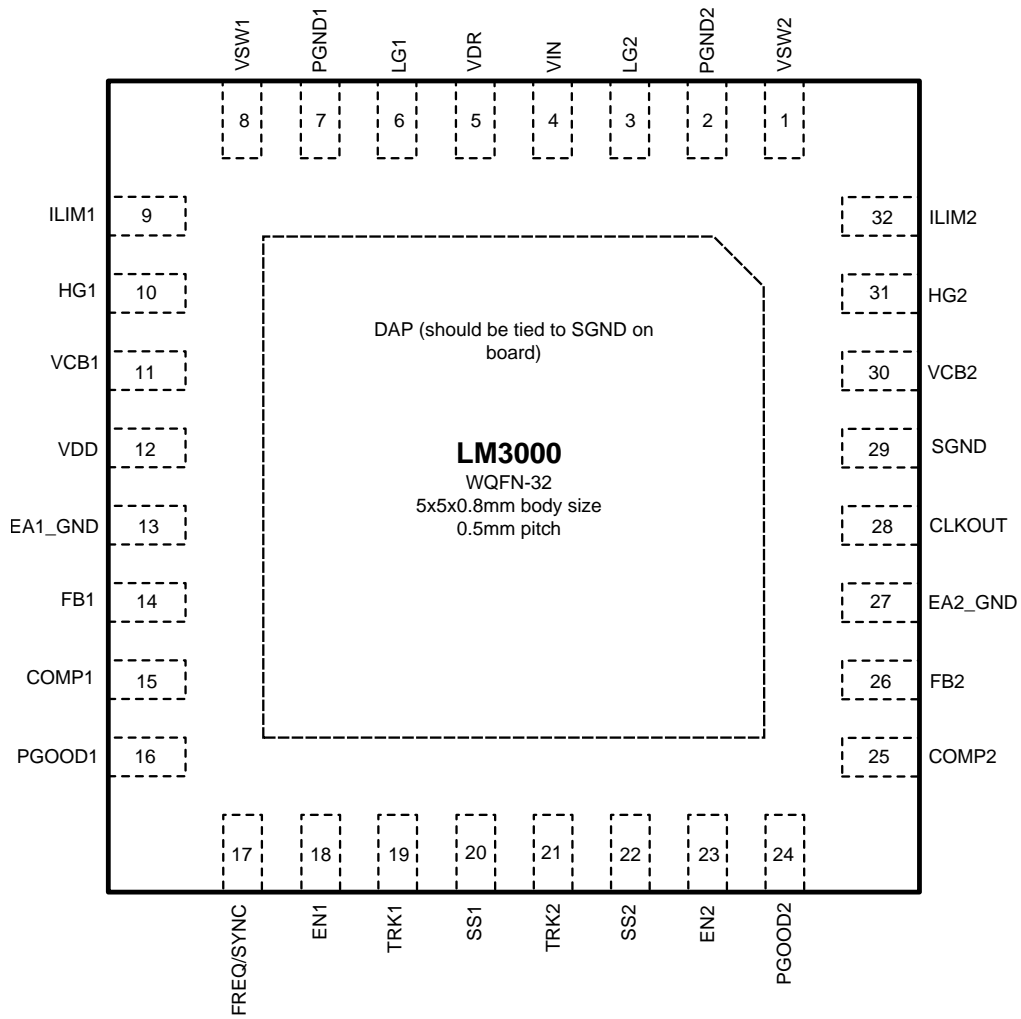 VSW1
PGND1
LG1
VDR
VIN
LG2
PGND2
VSW2
8
7
6
5
4
3
2
1
ILIM1
9
32
ILIM2
HG1
10
31
HG2
VCB1
11
30
VCB2
VDD
12
29
SGND
EA1_GND
13
28
CLKOUT
FB1
14
27
EA2_GND
COMP1
15
26
FB2
PGOOD1
16
25
COMP2
DAP (should be tied to SGND on
board)
LM3000
WQFN-32
5x5x0.8mm body size
0.5mm pitch
17
18
19
20
21
22
23
24
FREQ/SYNC
EN1
TRK1
SS1
TRK2
SS2
EN2
PGOOD2